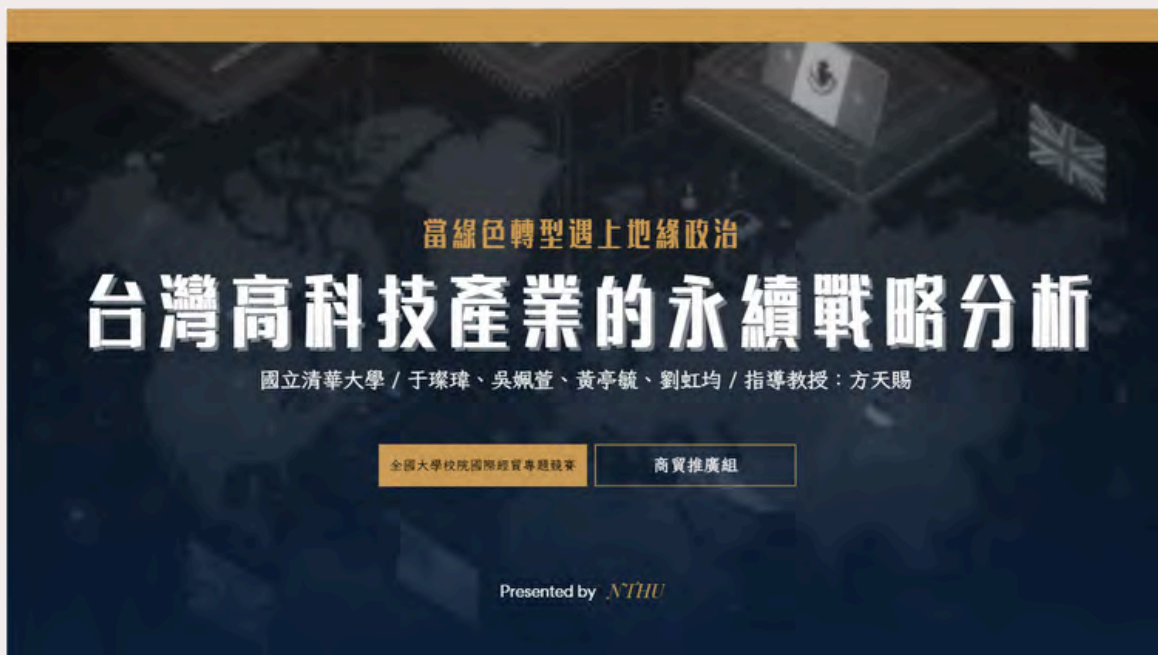 當綠色轉型遇上地緣政治
台灣高科技產業的永續戰略分析
國立清華大學 / 于璨瑋、吳姵萱、黃亭毓、劉虹均 / 指導教授：方天賜
全國大學校院國際經貿專題競賽
商貿推廣組
Presented by NTHU